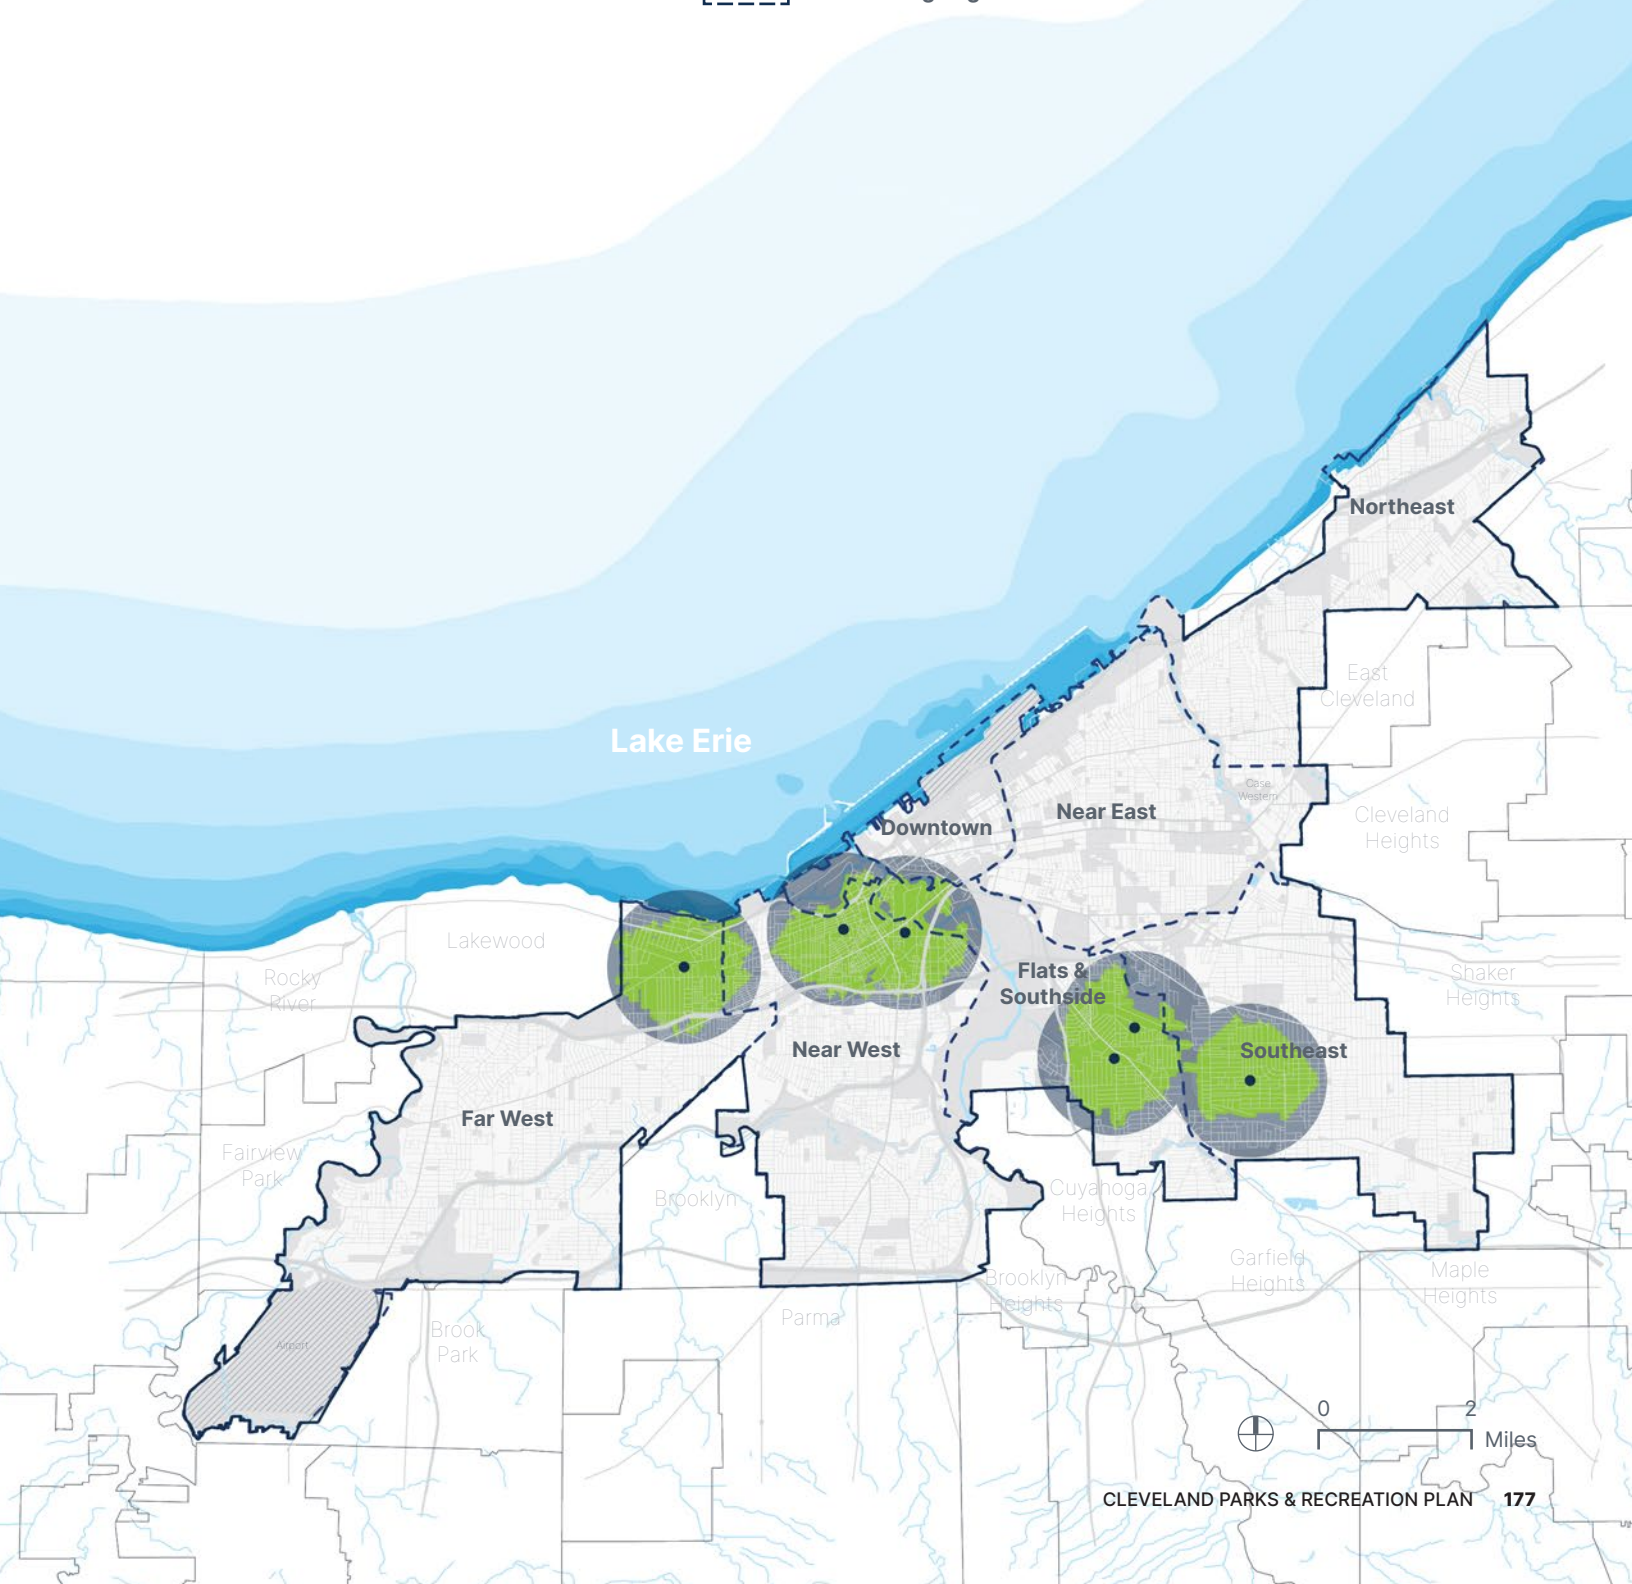 Northeast
East
Cleveland
Lake Erie
Case
Western
Near East
Downtown
Cleveland
Heights
Lakewood
Rocky
River
Flats &
Southside
Shaker
Heights
Near West
Southeast
Far West
Fairview
Park
Brooklyn
Cuyahoga
Heights
Garfield
Heights
Maple
Heights
Brooklyn
Heights
Parma
Brook
Park
Airport
0 2
Miles
CLEVELAND PARKS & RECREATION PLAN 177